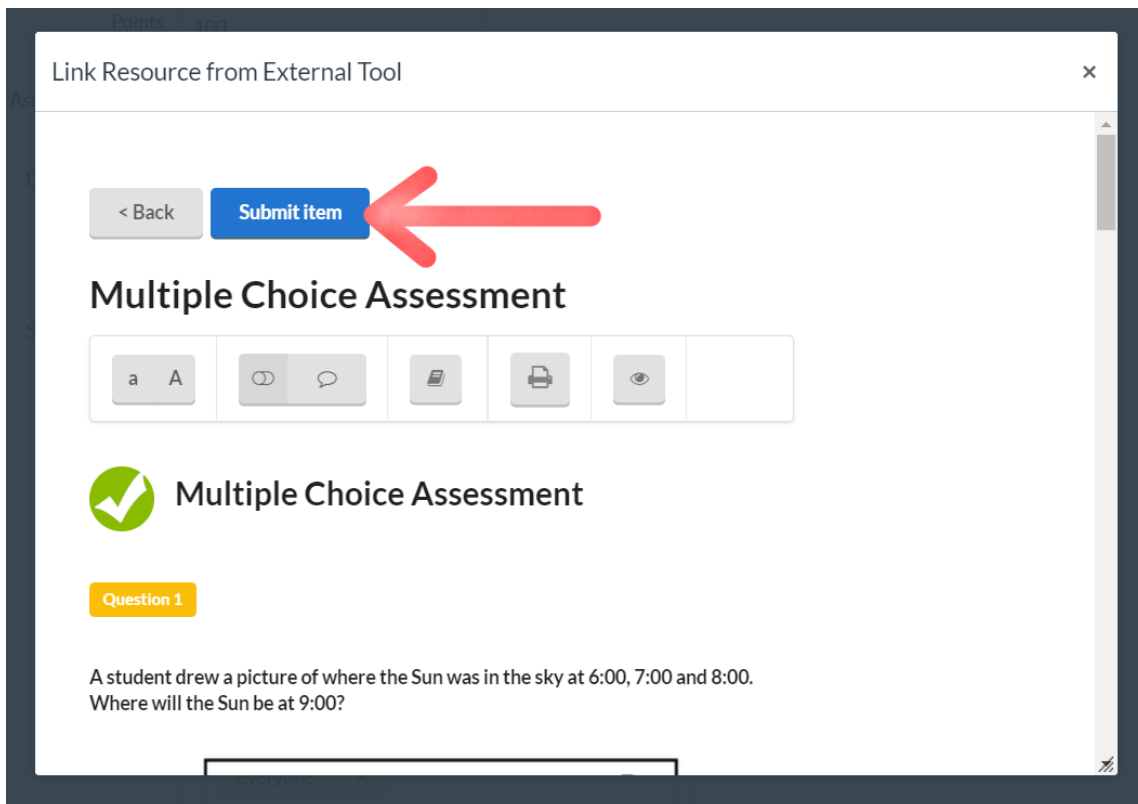 Points 100
Link Resource from External Tool ×
< Back Submit item
Multiple Choice Assessment
a A
Multiple Choice Assessment
Question 1
A student drew a picture of where the Sun was in the sky at 6:00, 7:00 and 8:00.
Where will the Sun be at 9:00?
Everyone